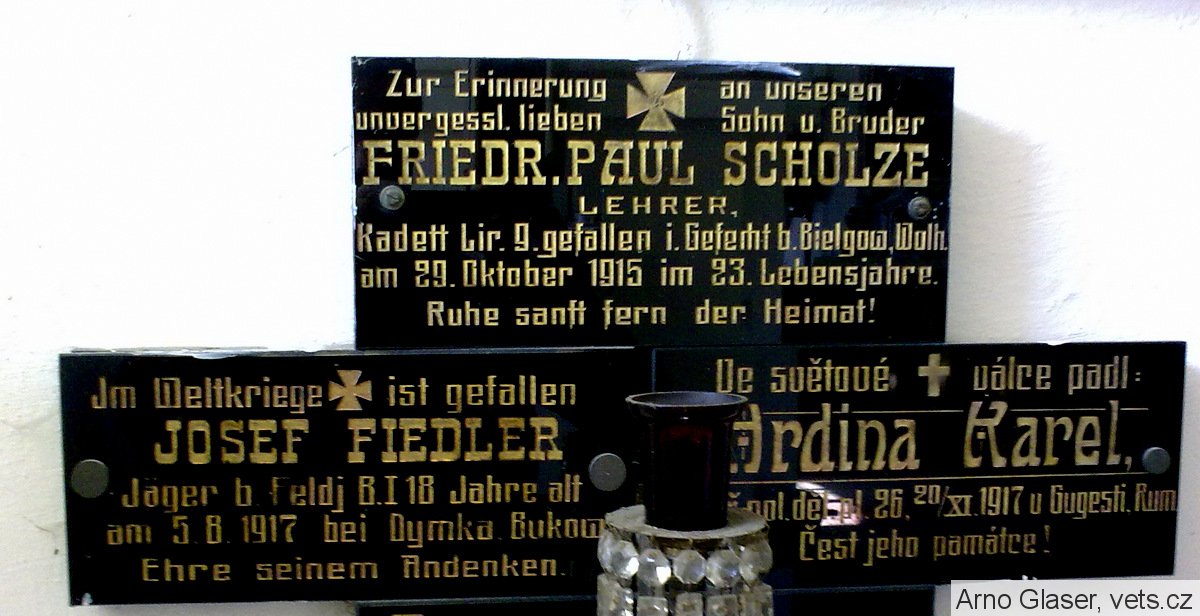 Zur Erinnerung an unseren
unvergessl. lieben Sohn u. Bruder
FRIEDR. PAUL SCHOLZE
LEHRER,
Kadett Lir. 9. gefallen i. Gefecht b. Bielgow, Wolh.
am 29. Oktober 1915 im 23. Lebensjahre.
Ruhe sanft fern der Heimat!
Jm Weltkriege ist gefallen
JOSEF FIEDLER
Jäger b. Feldj B. I 18 Jahre alt
am 5. 8. 1917 bei Dymka. Bukow
Ehre seinem Andenken.
Ve světové válce padl:
Ardina Karel,
pol. děl. pl. 26, 20/XI. 1917 u Gugesti, Rum.
Čest jeho památce!
Arno Glaser, vets.cz